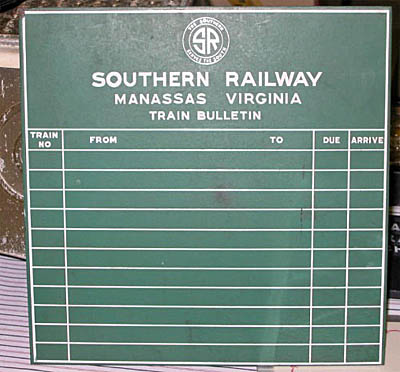 THE SOUTHERN
SR
SERVES THE SOUTH
SOUTHERN RAILWAY
MANASSAS VIRGINIA
TRAIN BULLETIN
TRAIN NO FROM TO DUE ARRIVE